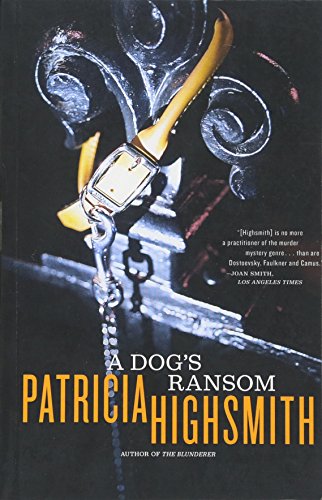 "[Highsmith] is no more
a practitioner of the murder
mystery genre . . . than are
Dostoevsky, Faulkner and Camus."
—JOAN SMITH,
LOS ANGELES TIMES
A DOG'S
RANSOM
PATRICIA HIGHSMITH
AUTHOR OF THE BLUNDERER